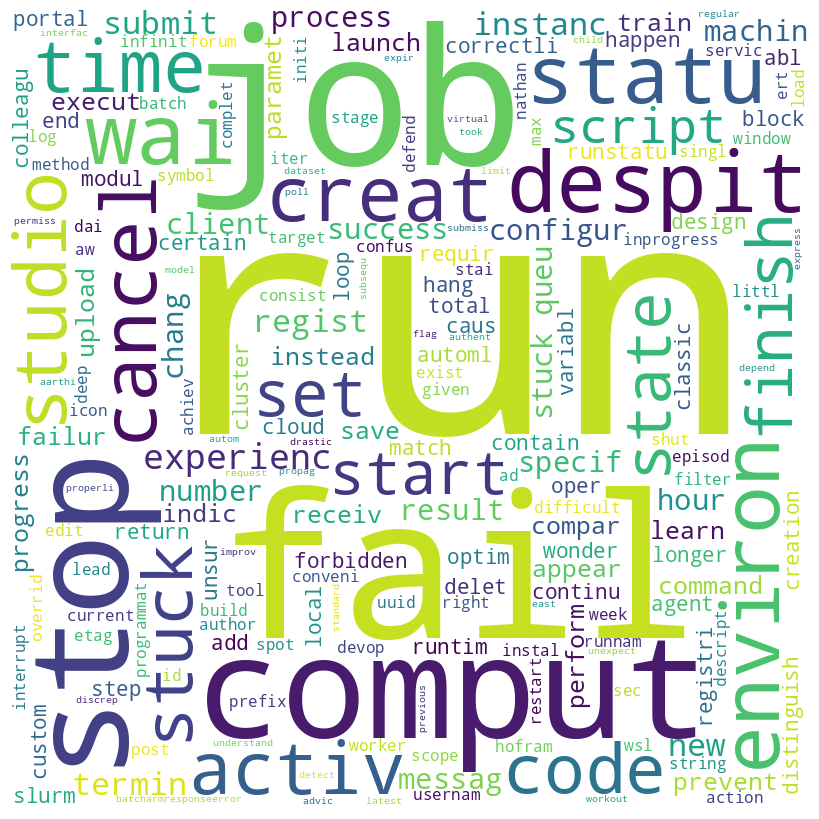 portal submit process instanc train regular
interfac infinit forum launch correctli happen machin
time job expir child servic abl
colleagu execut batch initi paramet nathan statu ert load
log end wai complet stage virtual defend took max script block window
method modul symbol iter dataset poll limit runstatu singl
studio permiss dai cancel creat despit
aw certain client target success confus requir configur design inprogress express
upload chang model run loop subsequ hang stai stuck queu variabl littl
consist regist total caus flag authent classic state finish
aarthi deep icon achiev cluster instead automl exist given depend
failur cloud set save match contain shut episod
autom drastic experienc start ad specif oper filter
progress properli stop number request propag receiv result difficult hour
edit indic return compar learn creation
lead stuck unsur improv fail forbidden optim wonder appear longer environ
overrid current programmat tool conveni delet continu command
etag build author local uuid right agent
interrupt id step add spot standard devop runtim instal east week runnam perform unexpect registri descript distinguish
custom discrep prefix comput previous restart sec
post understand worker scope hofram wsl new
slurm termin activ messag code string prevent
batcharmresponseerror detect advic usernam latest workout action